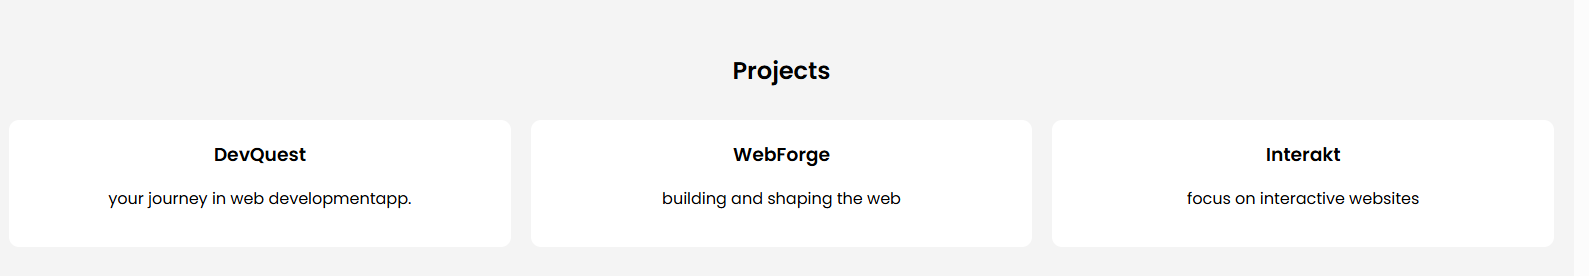 Projects
DevQuest
your journey in web developmentapp.
WebForge
building and shaping the web
Interakt
focus on interactive websites